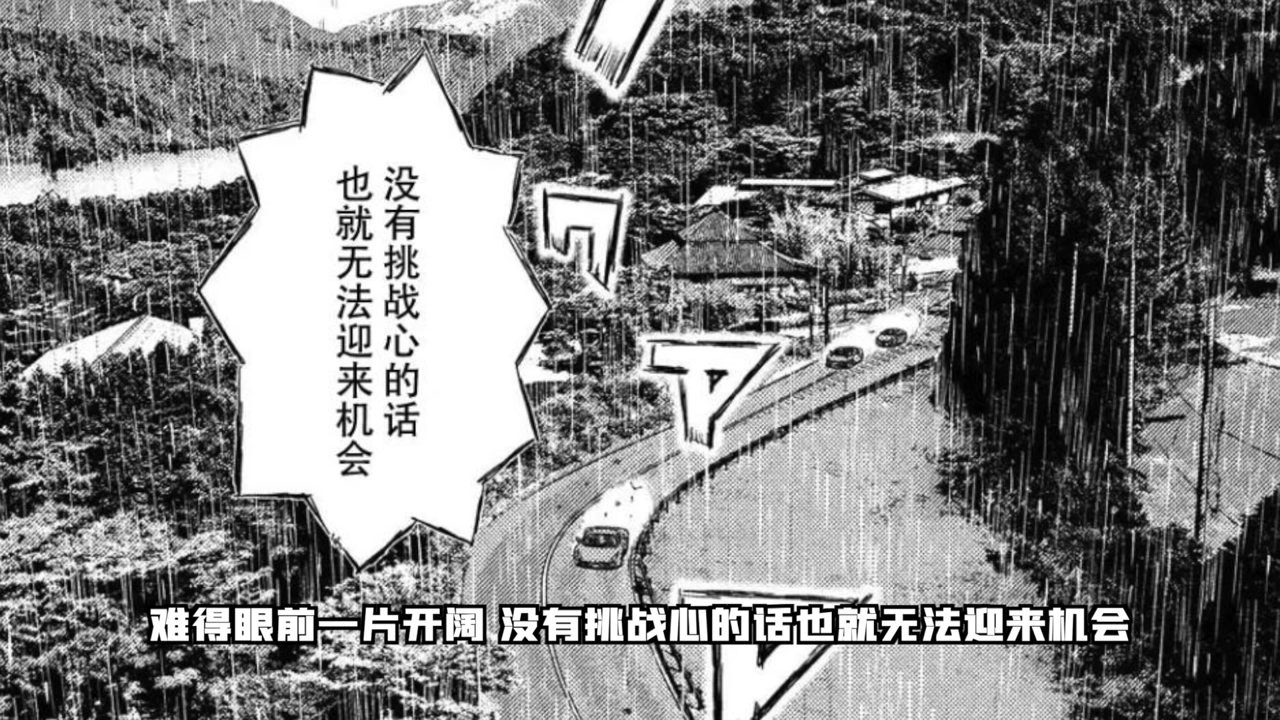 没有挑战心的话
也就无法迎来机会
難得眼前一片开阔 没有挑战心的话也就无法迎来机会